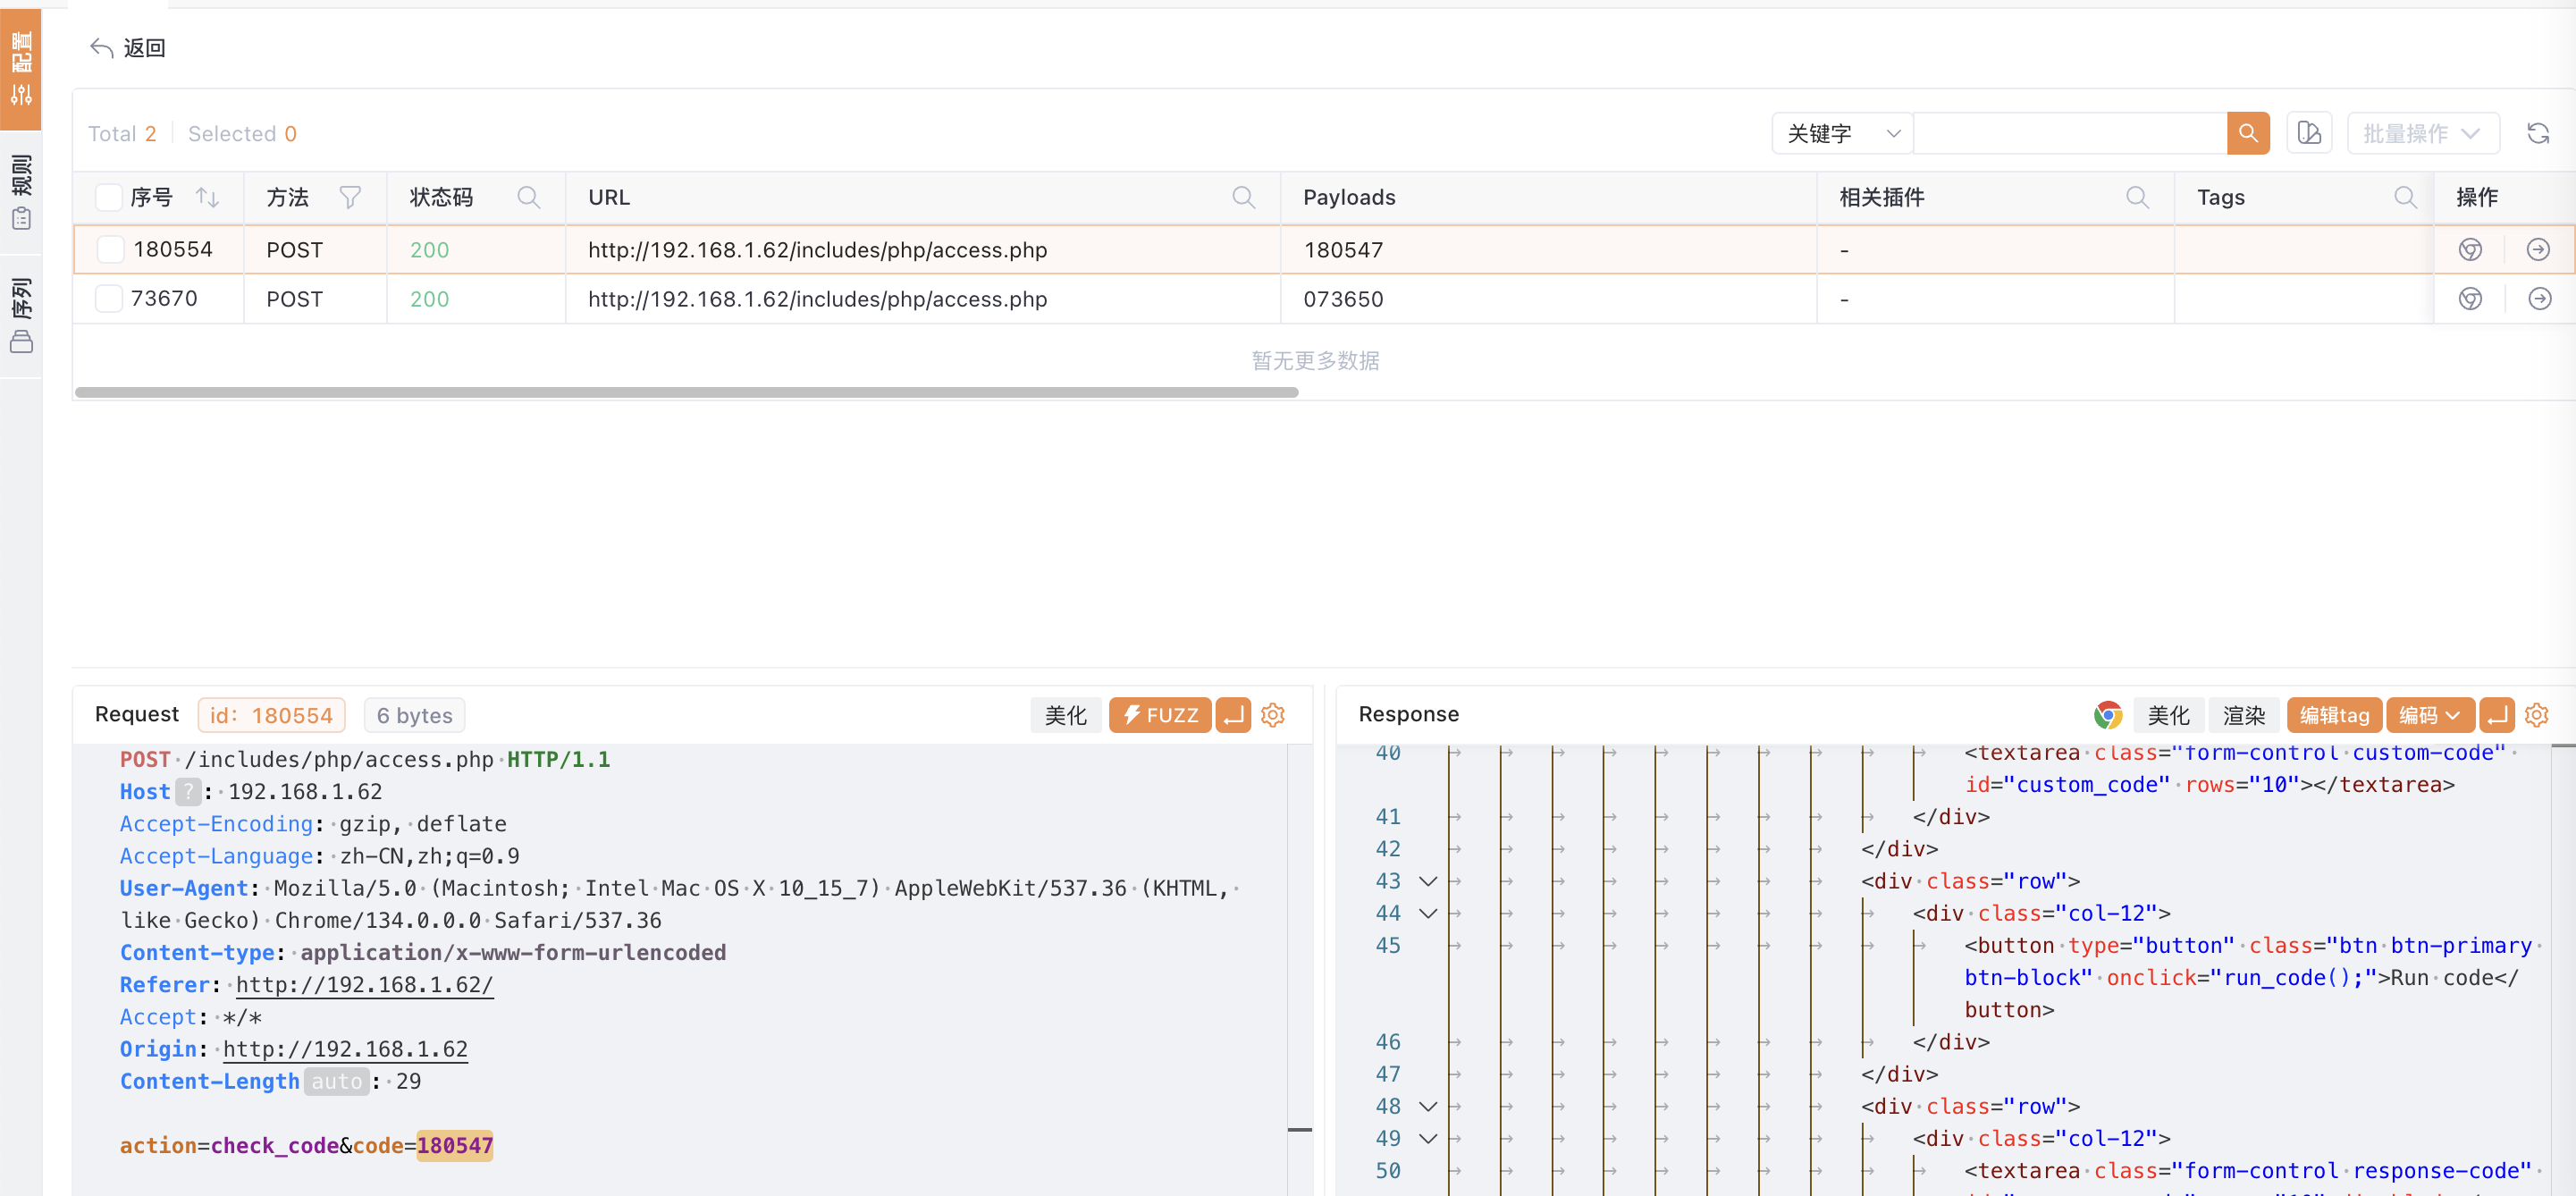 配置
规则
序列
返回
Total 2 Selected 0
关键字
批量操作
序号 方法 状态码 URL Payloads 相关插件 Tags 操作
180554 POST 200 http://192.168.1.62/includes/php/access.php 180547 -
73670 POST 200 http://192.168.1.62/includes/php/access.php 073650 -
暂无更多数据
Request id: 180554 6 bytes 美化 FUZZ
POST /includes/php/access.php HTTP/1.1
Host ? : 192.168.1.62
Accept-Encoding: gzip, deflate
Accept-Language: zh-CN,zh;q=0.9
User-Agent: Mozilla/5.0 (Macintosh; Intel Mac OS X 10_15_7) AppleWebKit/537.36 (KHTML,
like Gecko) Chrome/134.0.0.0 Safari/537.36
Content-type: application/x-www-form-urlencoded
Referer: http://192.168.1.62/
Accept: */*
Origin: http://192.168.1.62
Content-Length auto : 29
action=check_code&code=180547
Response 美化 渲染 编辑tag 编码
40 <textarea class="form-control custom-code"
id="custom_code" rows="10"></textarea>
41 </div>
42 </div>
43 <div class="row">
44 <div class="col-12">
45 <button type="button" class="btn btn-primary
btn-block" onclick="run_code();">Run code</
button>
46 </div>
47 </div>
48 <div class="row">
49 <div class="col-12">
50 <textarea class="form-control response-code"